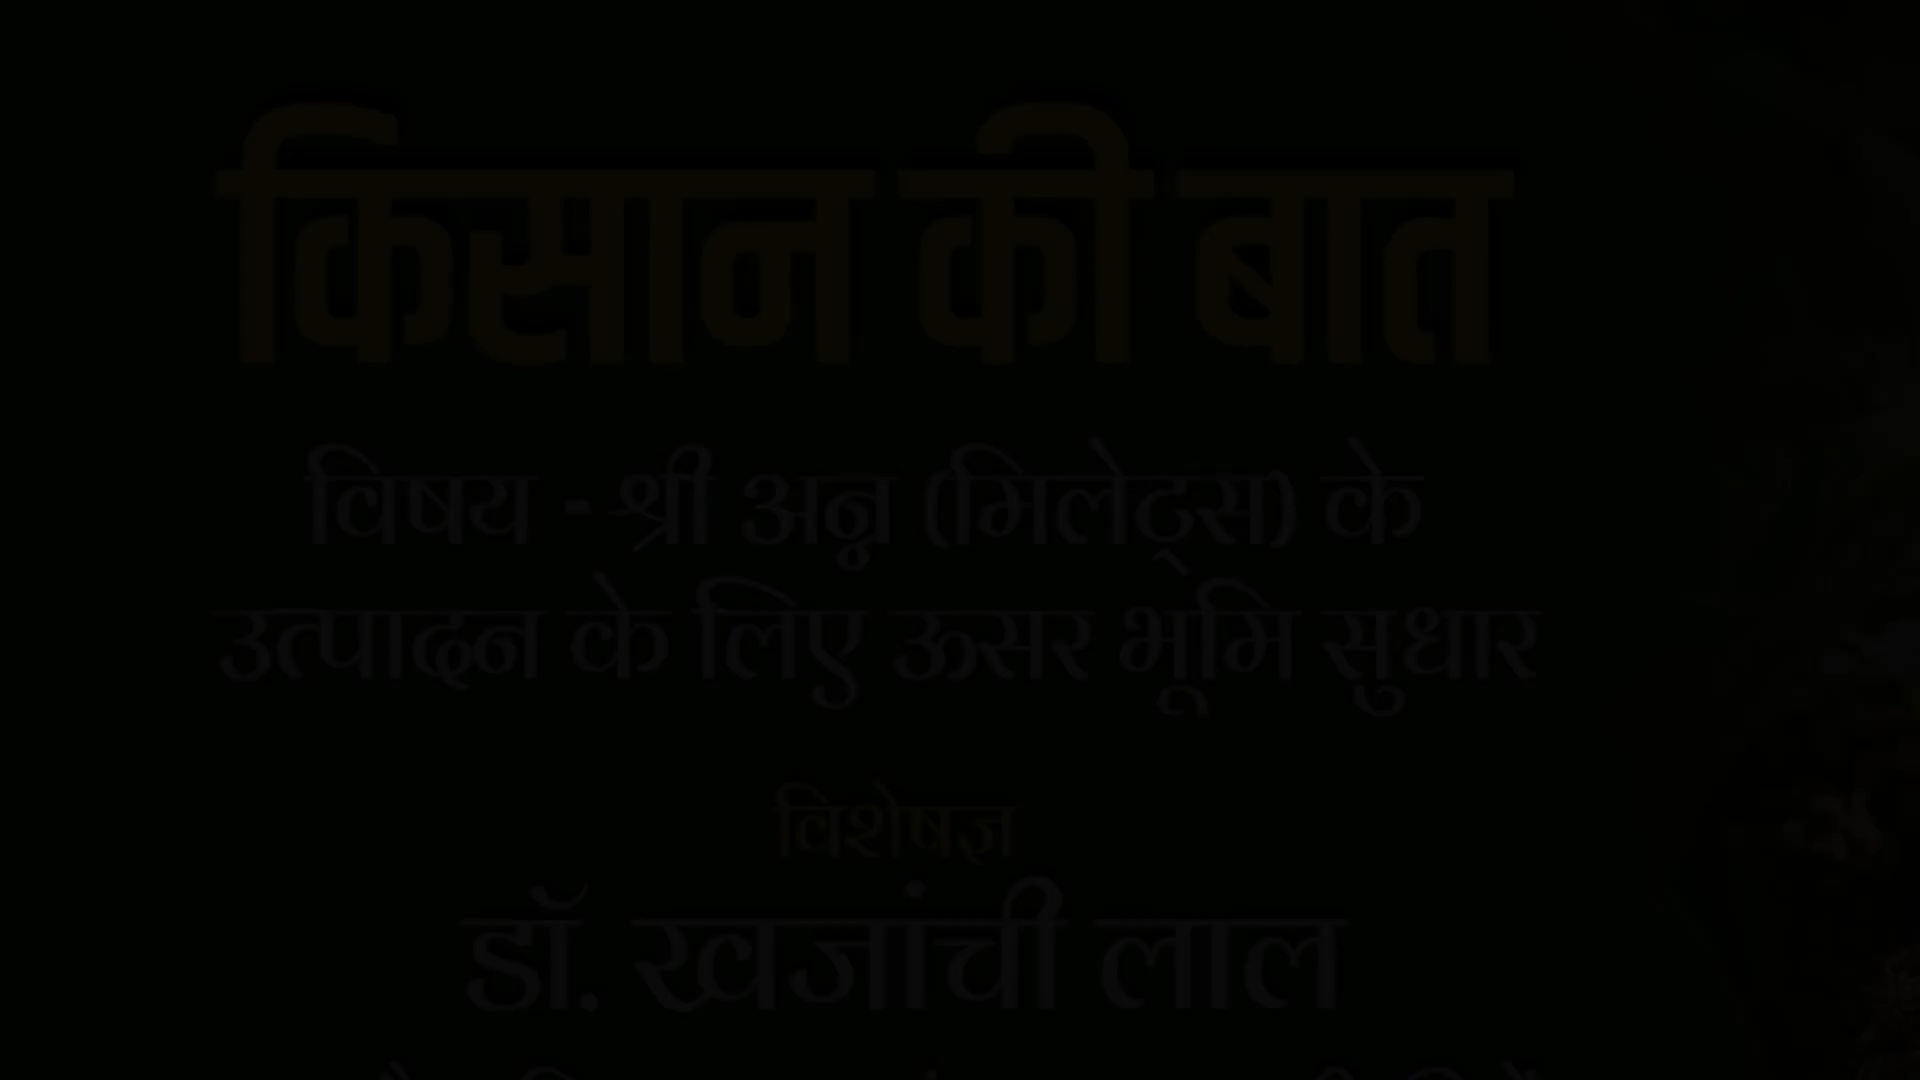 किसान की बात
विषय - श्री अन्न (मिलेट्स) के
उत्पादन के लिए ऊसर भूमि सुधार
विशेषज्ञ
डॉ. खजांची लाल